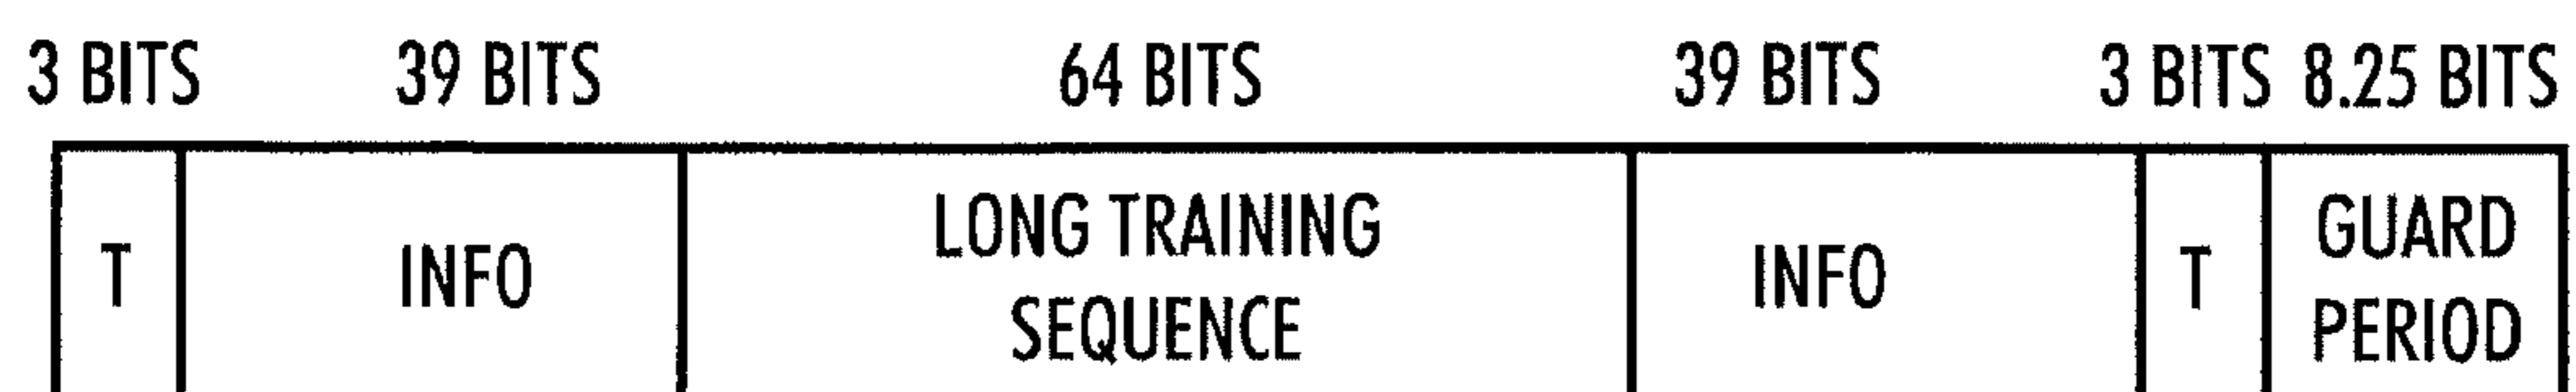 3 BITS 39 BITS 64 BITS 39 BITS 3 BITS 8.25 BITS
T INFO LONG TRAINING SEQUENCE INFO T GUARD PERIOD